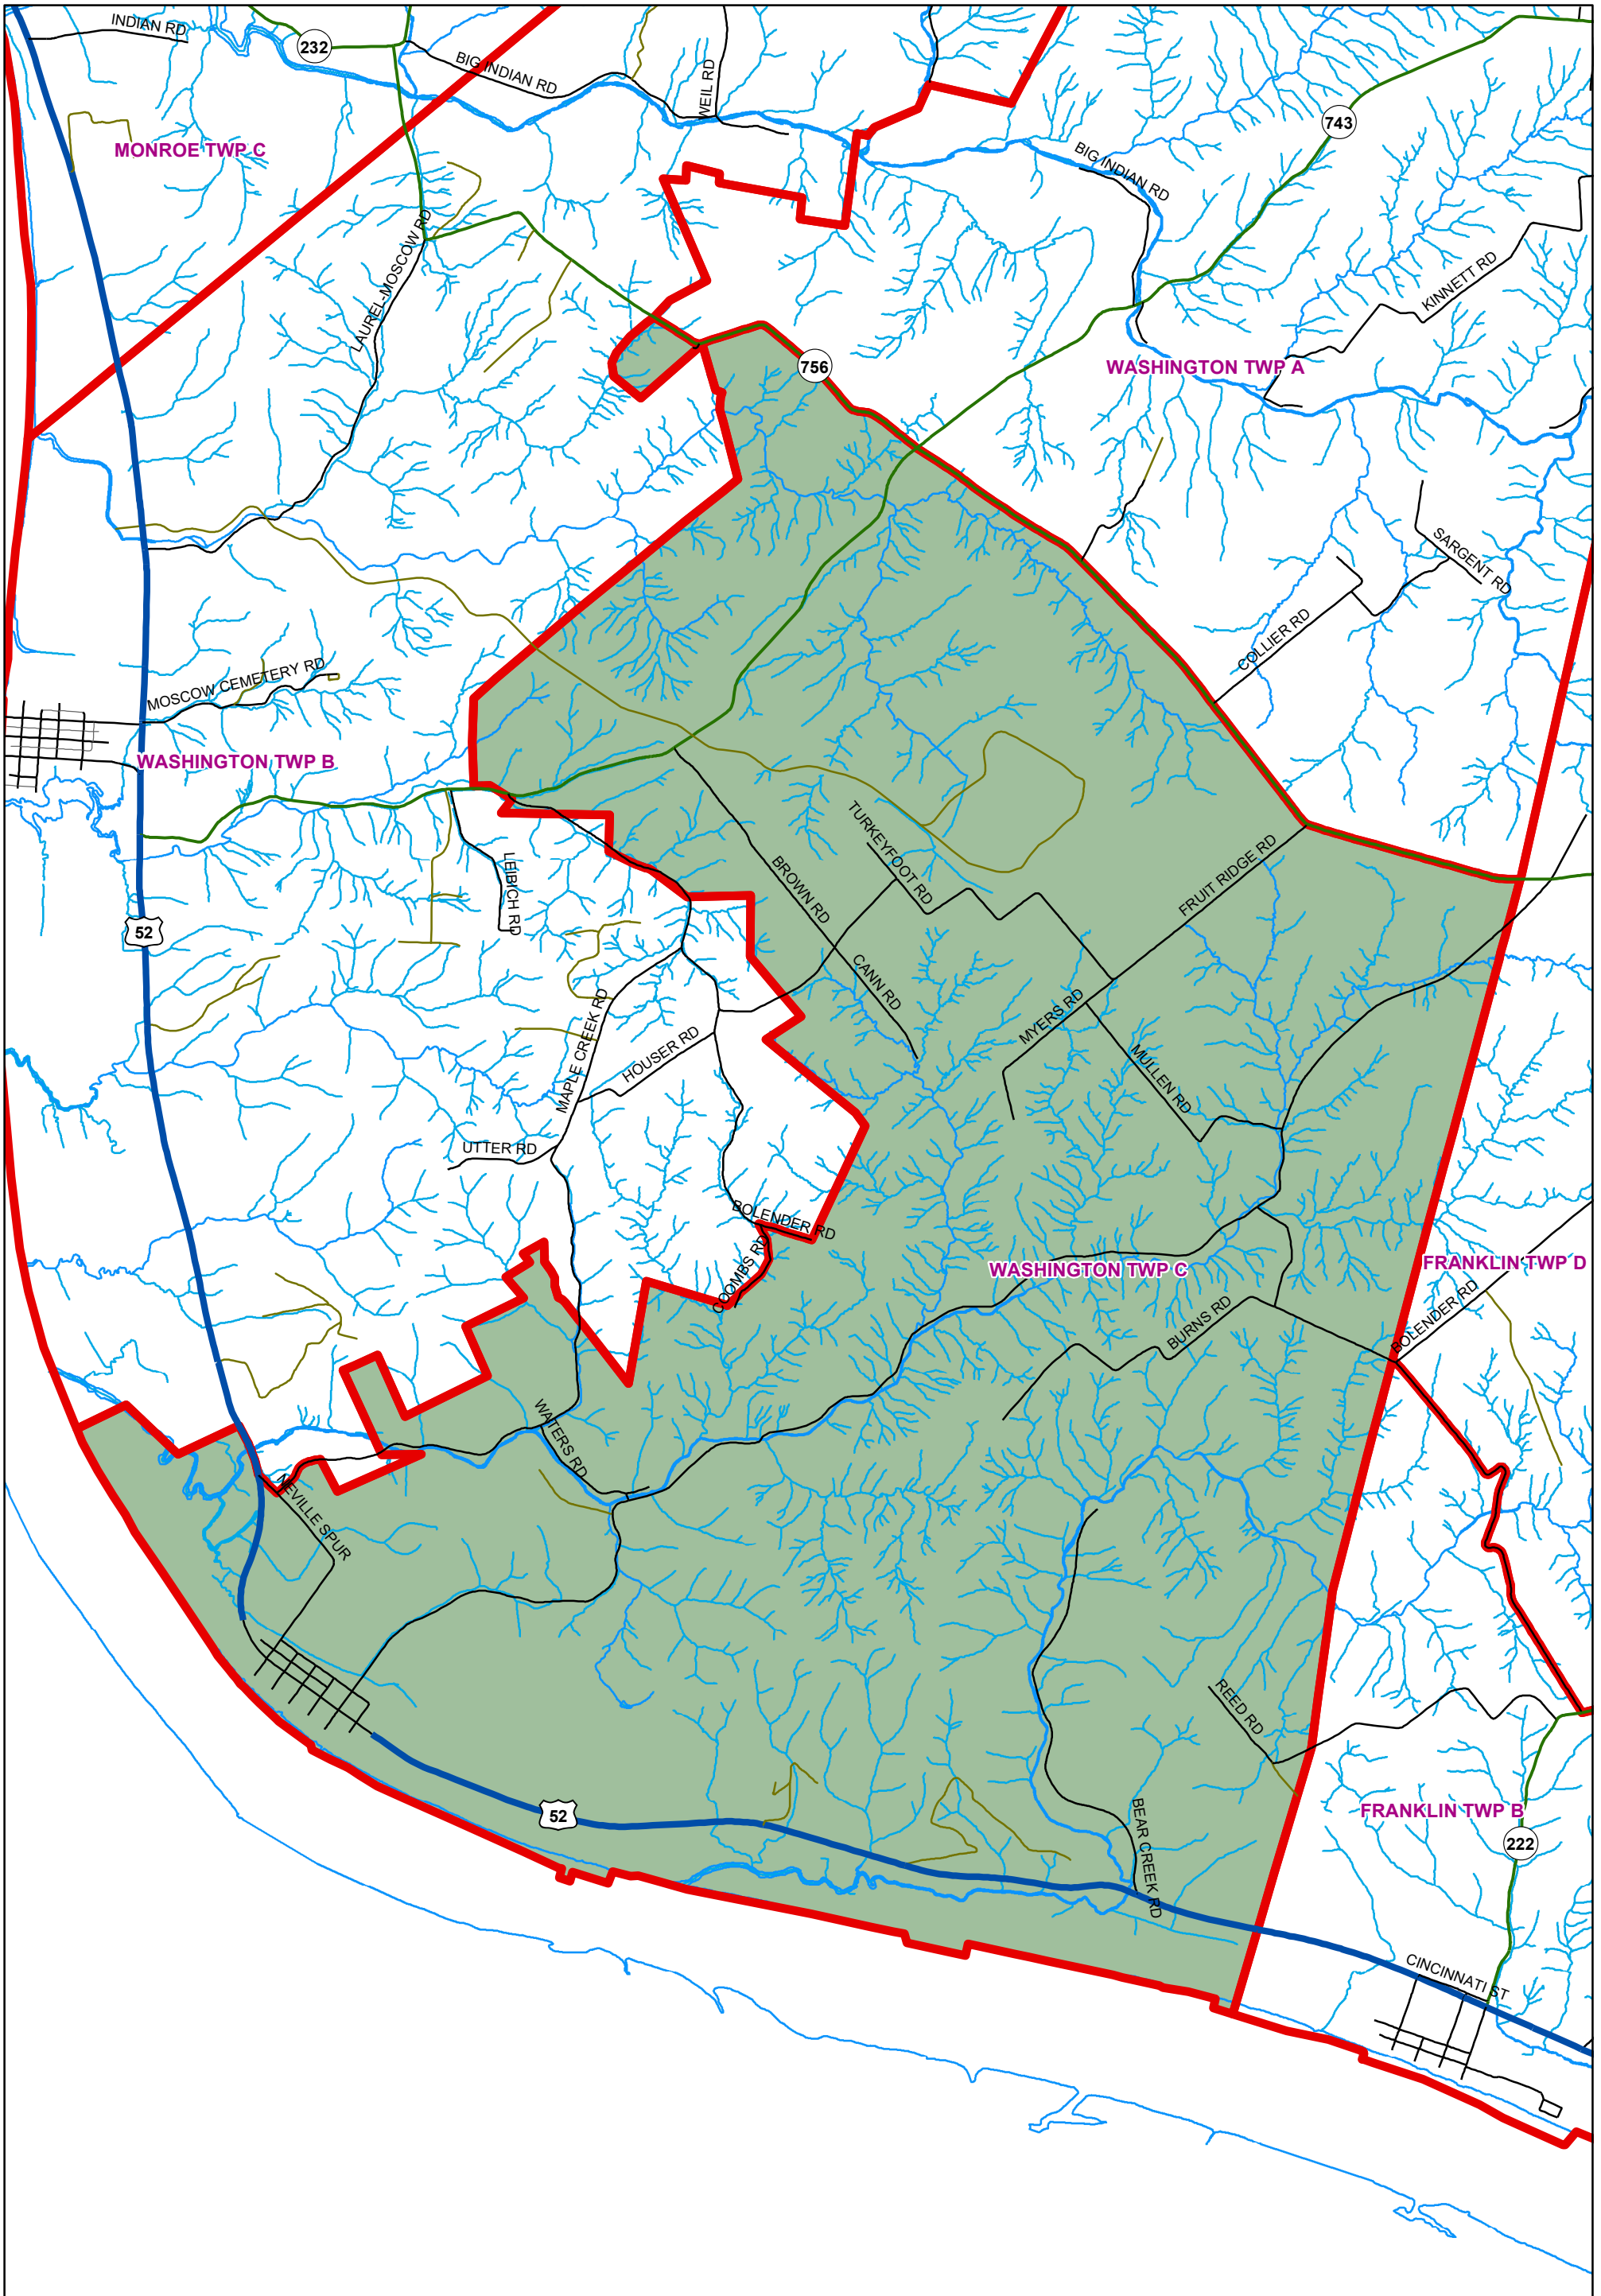 INDIAN RD
232
BIG INDIAN RD
WEIL RD
743
MONROE TWP C
BIG INDIAN RD
LAUREL-MOSCOW RD
KINNETT RD
756
WASHINGTON TWP A
SARGENT RD
COLLIER RD
MOSCOW CEMETERY RD
WASHINGTON TWP B
TURKEYFOOT RD
LEIBICH RD
BROWN RD
FRUIT RIDGE RD
52
CANN RD
MAPLE CREEK RD
MYERS RD
HOUSER RD
MULLEN RD
UTTER RD
BOLENDER RD
COOMBS RD
WASHINGTON TWP C
FRANKLIN TWP D
BURNS RD
BOLENDER RD
WATERS RD
NEVILLE SPUR
REED RD
52
BEAR CREEK RD
FRANKLIN TWP B
222
CINCINNATI ST